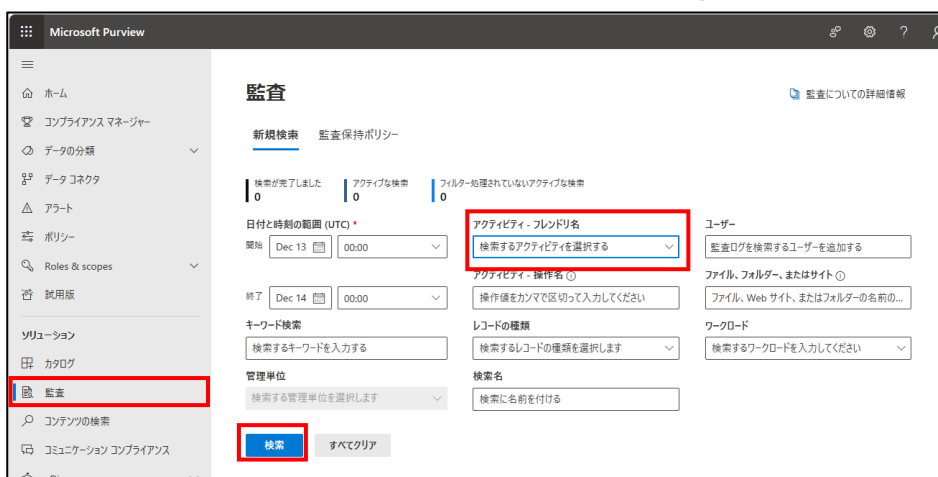 Microsoft Purview
ホーム
コンプライアンス マネージャー
データの分類
データ コネクタ
アラート
ポリシー
Roles & scopes
試用版
ソリューション
カタログ
監査
コンテンツの検索
コミュニケーション コンプライアンス
監査
監査についての詳細情報
新規検索 監査保持ポリシー
検索が完了しました アクティブな検索 フィルター処理されていないアクティブな検索
0 0 0
日付と時刻の範囲 (UTC) * アクティビティ - フレンドリ名 ユーザー
開始 Dec 13 00:00 検索するアクティビティを選択する 監査ログを検索するユーザーを追加する
アクティビティ - 操作名 ファイル、フォルダー、またはサイト
終了 Dec 14 00:00 操作値をカンマで区切って入力してください ファイル、Web サイト、またはフォルダーの名前の...
キーワード検索 レコードの種類 ワークロード
検索するキーワードを入力する 検索するレコードの種類を選択します 検索するワークロードを入力してください
管理単位 検索名
検索する管理単位を選択します 検索に名前を付ける
検索 すべてクリア